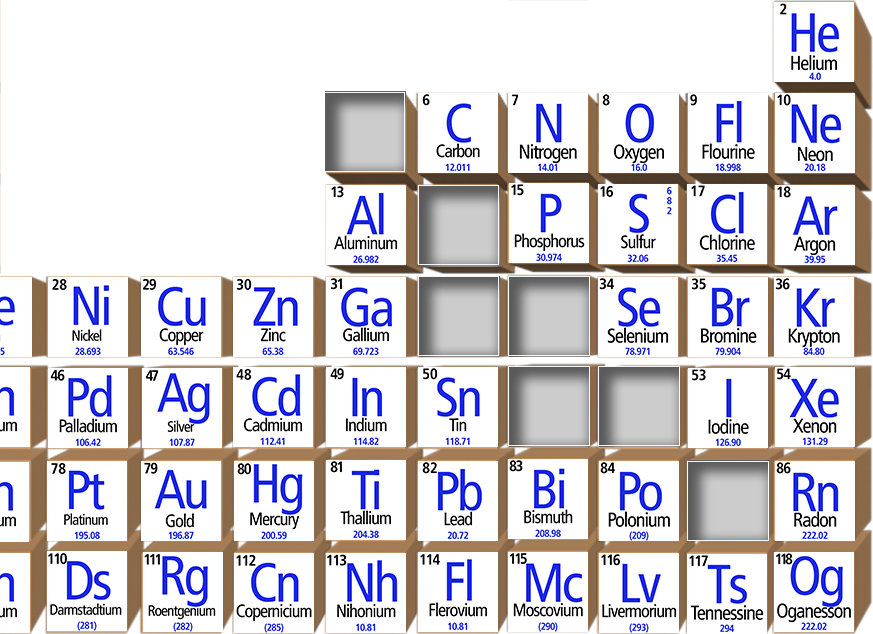 2
He
Helium
4.0
6
C
Carbon
12.011
7
N
Nitrogen
14.01
8
O
Oxygen
16.0
9
Fl
Flourine
18.998
10
Ne
Neon
20.18
13
Al
Aluminum
26.982
15
P
Phosphorus
30.974
16
S
6
8
2
Sulfur
32.06
17
Cl
Chlorine
35.45
18
Ar
Argon
39.95
e
5
28
Ni
Nickel
28.693
29
Cu
Copper
63.546
30
Zn
Zinc
65.38
31
Ga
Gallium
69.723
34
Se
Selenium
78.971
35
Br
Bromine
79.904
36
Kr
Krypton
84.80
n
um
46
Pd
Palladium
106.42
47
Ag
Silver
107.87
48
Cd
Cadmium
112.41
49
In
Indium
114.82
50
Sn
Tin
118.71
53
I
Iodine
126.90
54
Xe
Xenon
131.29
n
um
78
Pt
Platinum
195.08
79
Au
Gold
196.87
80
Hg
Mercury
200.59
81
Ti
Thallium
204.38
82
Pb
Lead
20.72
83
Bi
Bismuth
208.98
84
Po
Polonium
(209)
86
Rn
Radon
222.02
n
um
110
Ds
Darmstadtium
(281)
111
Rg
Roentgenium
(282)
112
Cn
Copernicium
(285)
113
Nh
Nihonium
10.81
114
Fl
Flerovium
10.81
115
Mc
Moscovium
(290)
116
Lv
Livermorium
(293)
117
Ts
Tennessine
294
118
Og
Oganesson
222.02